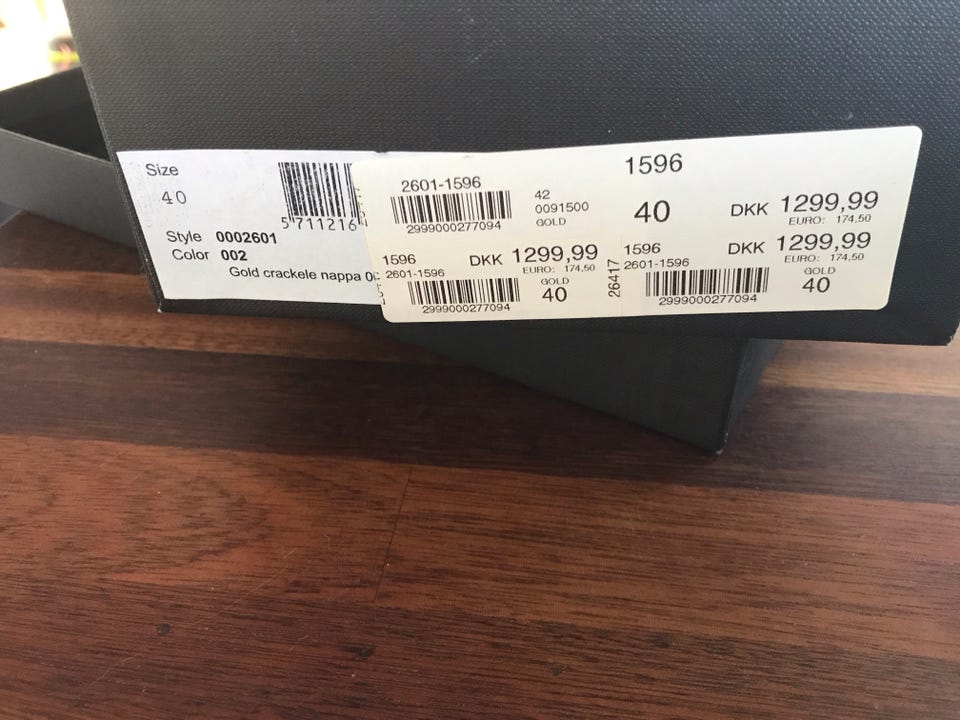 Size
40
5 711216
Style 0002601
Color 002
Gold crackele nappa
1596
2601-1596
2999000277094
42
0091500
GOLD
40
DKK 1299,99
EURO: 174,50
1596
DKK 1299,99
2601-1596
EURO: 174,50
GOLD
40
2999000277094
26417
1596
DKK 1299,99
2601-1596
EURO: 174,50
GOLD
40
2999000277094